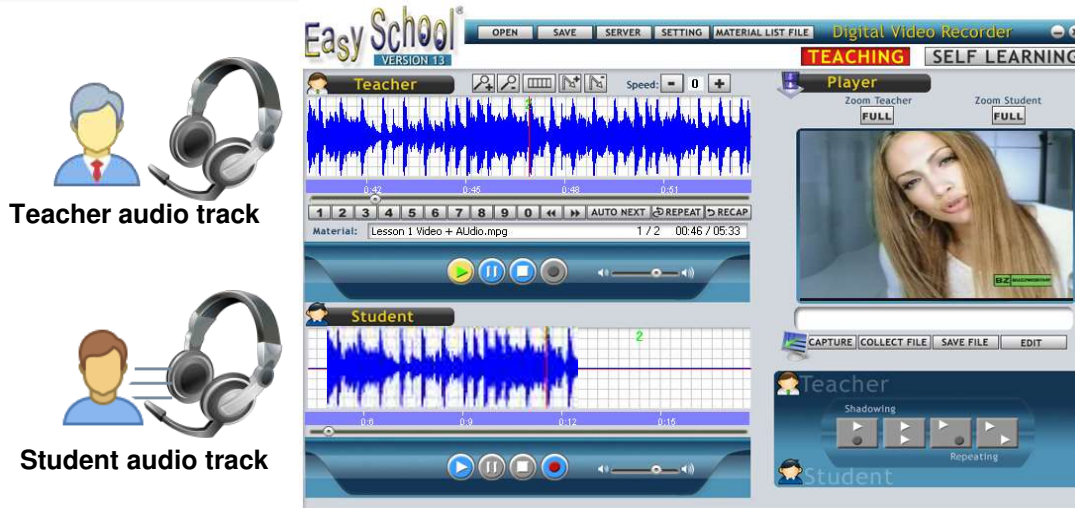 Easy School®
VERSION 13
OPEN
SAVE
SERVER
SETTING
MATERIAL LIST FILE
Digital Video Recorder
TEACHING
SELF LEARNING
Teacher
Speed: - 0 +
2
0:42 0:45 0:48 0:51
1 2 3 4 5 6 7 8 9 0 AUTO NEXT REPEAT RECAP
Material: Lesson 1 Video + AUdio.mpg 1 / 2 00:46 / 05:33
Student
2
0:6 0:9 0:12 0:15
Player
Zoom Teacher Zoom Student
FULL FULL
BZ
CAPTURE COLLECT FILE SAVE FILE EDIT
Teacher
Shadowing
Repeating
Student
Teacher audio track
Student audio track